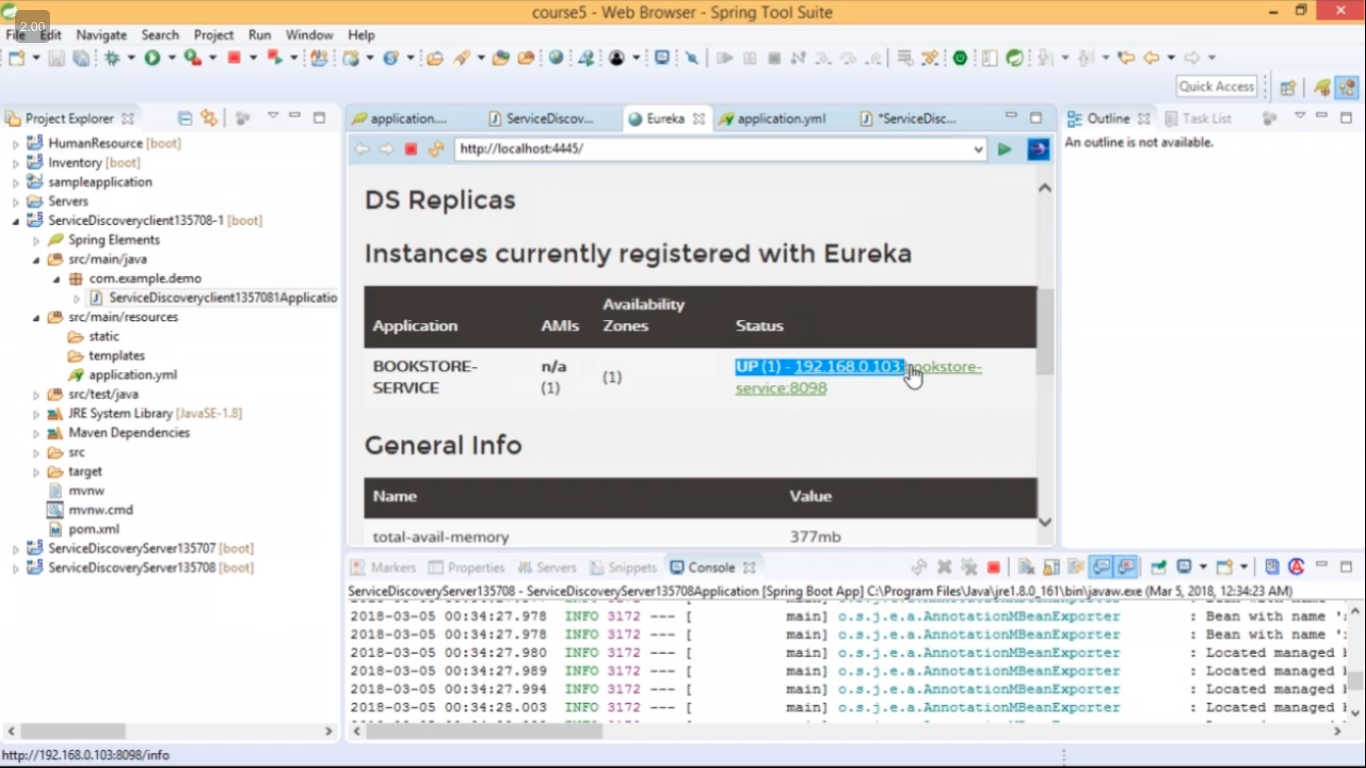 course5 - Web Browser - Spring Tool Suite
2.00
File Edit Navigate Search Project Run Window Help
Quick Access
Project Explorer
application....
ServiceDiscov...
Eureka
application.yml
*ServiceDisc...
Outline
Task List
HumanResource [boot]
Inventory [boot]
sampleapplication
Servers
ServiceDiscoveryclient135708-1 [boot]
Spring Elements
src/main/java
com.example.demo
ServiceDiscoveryclient1357081Applicatio
src/main/resources
static
templates
application.yml
src/test/java
JRE System Library [JavaSE-1.8]
Maven Dependencies
src
target
mvnw
mvnw.cmd
pom.xml
ServiceDiscoveryServer135707 [boot]
ServiceDiscoveryServer135708 [boot]
http://localhost:4445/
An outline is not available.
DS Replicas
Instances currently registered with Eureka
Application AMIs Availability Zones Status
BOOKSTORE-SERVICE n/a (1) (1) UP (1) - 192.168.0.103:bookstore-service:8098
General Info
Name Value
total-avail-memory 377mb
Markers Properties Servers Snippets Console
ServiceDiscoveryServer135708 - ServiceDiscoveryServer135708Application [Spring Boot App] C:\Program Files\Java\jre1.8.0_161\bin\javaw.exe (Mar 5, 2018, 12:34:23 AM)
2018-03-05 00:34:27.978 INFO 3172 --- [ main] o.s.j.e.a.AnnotationMBeanExporter : Bean with name '
2018-03-05 00:34:27.978 INFO 3172 --- [ main] o.s.j.e.a.AnnotationMBeanExporter : Bean with name '
2018-03-05 00:34:27.980 INFO 3172 --- [ main] o.s.j.e.a.AnnotationMBeanExporter : Located managed
2018-03-05 00:34:27.989 INFO 3172 --- [ main] o.s.j.e.a.AnnotationMBeanExporter : Located managed
2018-03-05 00:34:27.994 INFO 3172 --- [ main] o.s.j.e.a.AnnotationMBeanExporter : Located managed
2018-03-05 00:34:28.003 INFO 3172 --- [ main] o.s.j.e.a.AnnotationMBeanExporter : Located managed
http://192.168.0.103:8098/info